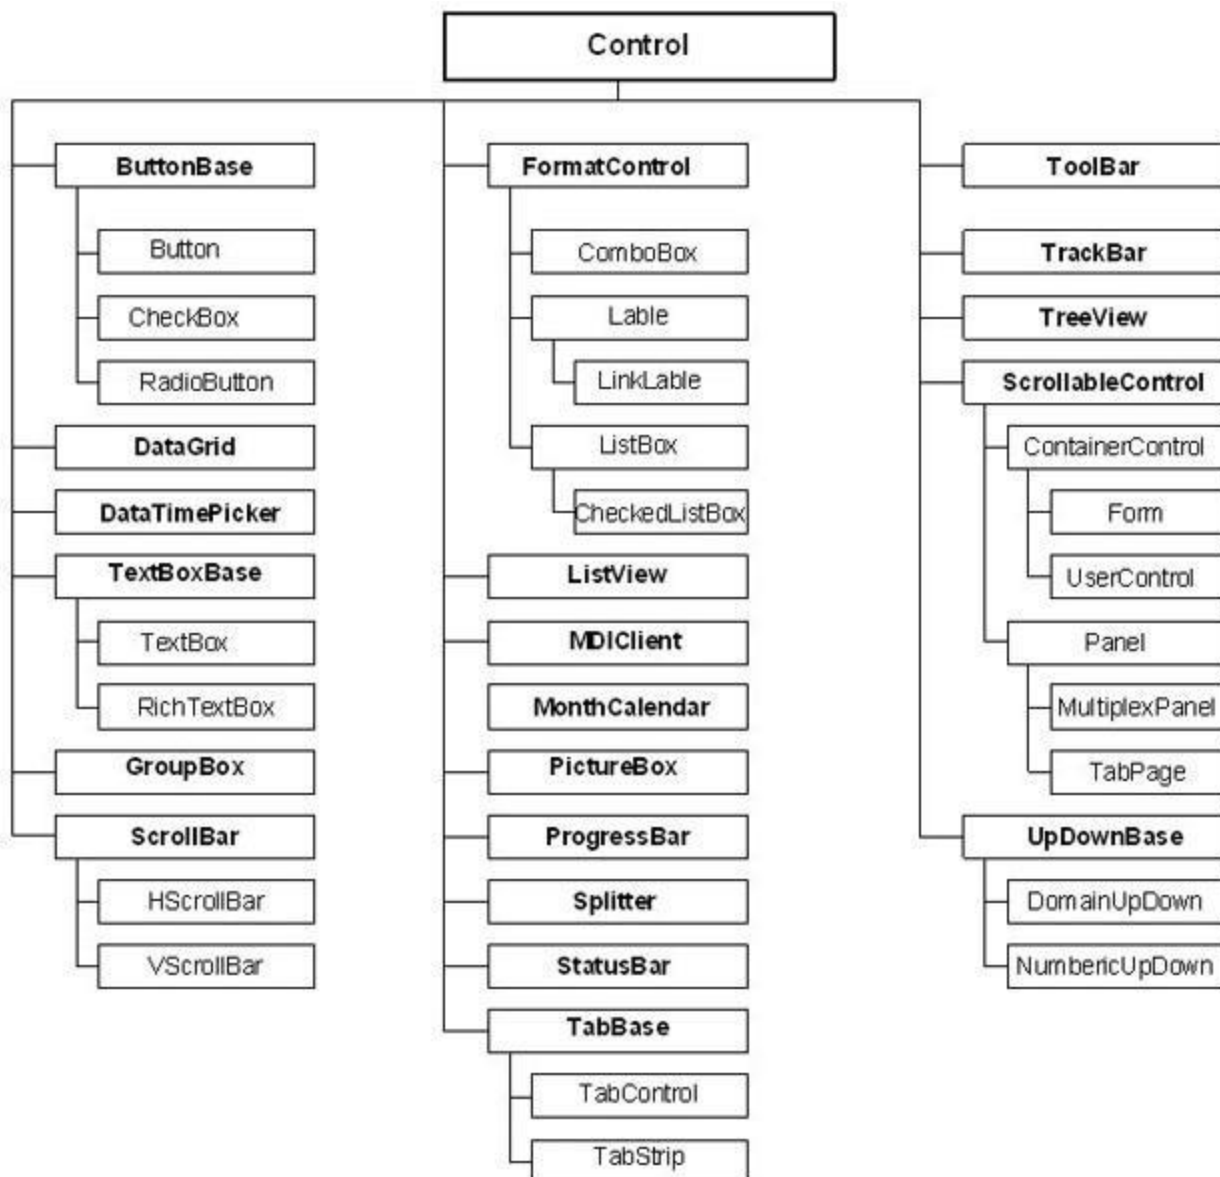 Control
ButtonBase
Button
CheckBox
RadioButton
DataGrid
DataTimePicker
TextBoxBase
TextBox
RichTextBox
GroupBox
ScrollBar
HScrollBar
VScrollBar
FormatControl
ComboBox
Lable
LinkLable
ListBox
CheckedListBox
ListView
MDIClient
MonthCalendar
PictureBox
ProgressBar
Splitter
StatusBar
TabBase
TabControl
TabStrip
ToolBar
TrackBar
TreeView
ScrollableControl
ContainerControl
Form
UserControl
Panel
MultiplexPanel
TabPage
UpDownBase
DomainUpDown
NumbericUpDown